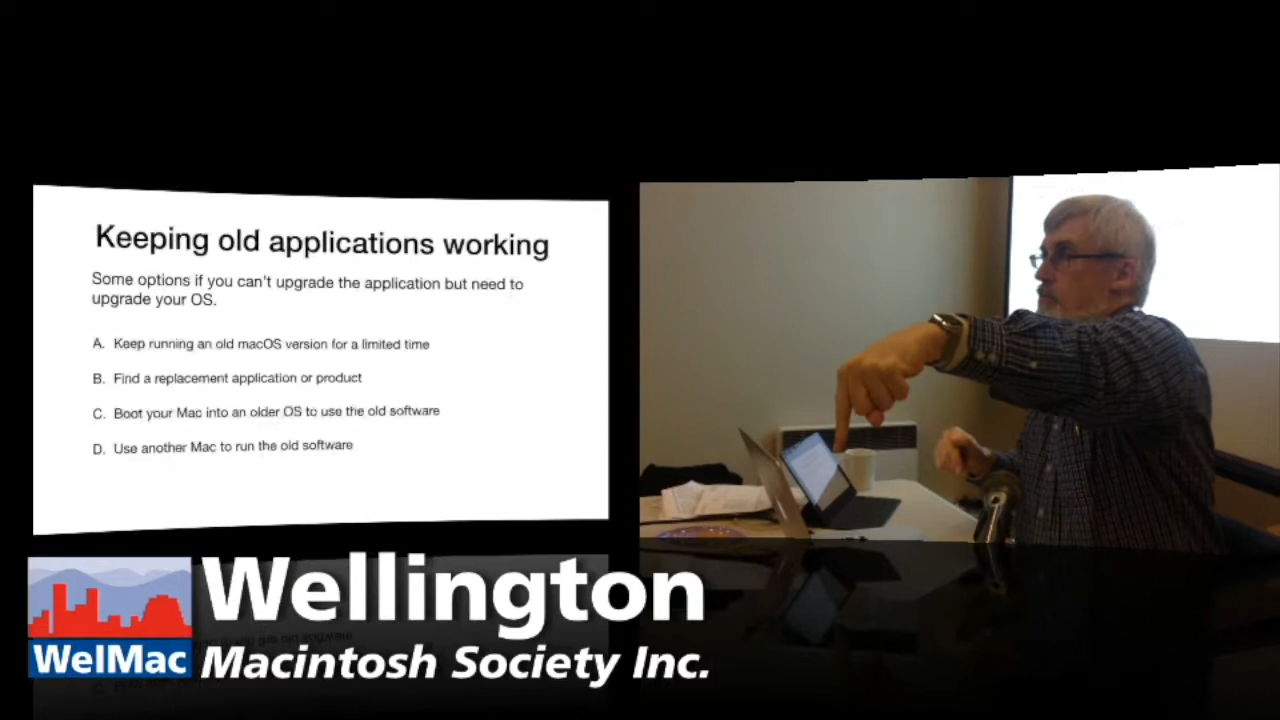 Keeping old applications working
Some options if you can't upgrade the application but need to
upgrade your OS.
A. Keep running an old macOS version for a limited time
B. Find a replacement application or product
C. Boot your Mac into an older OS to use the old software
D. Use another Mac to run the old software
Wellington
WelMac
Macintosh Society Inc.